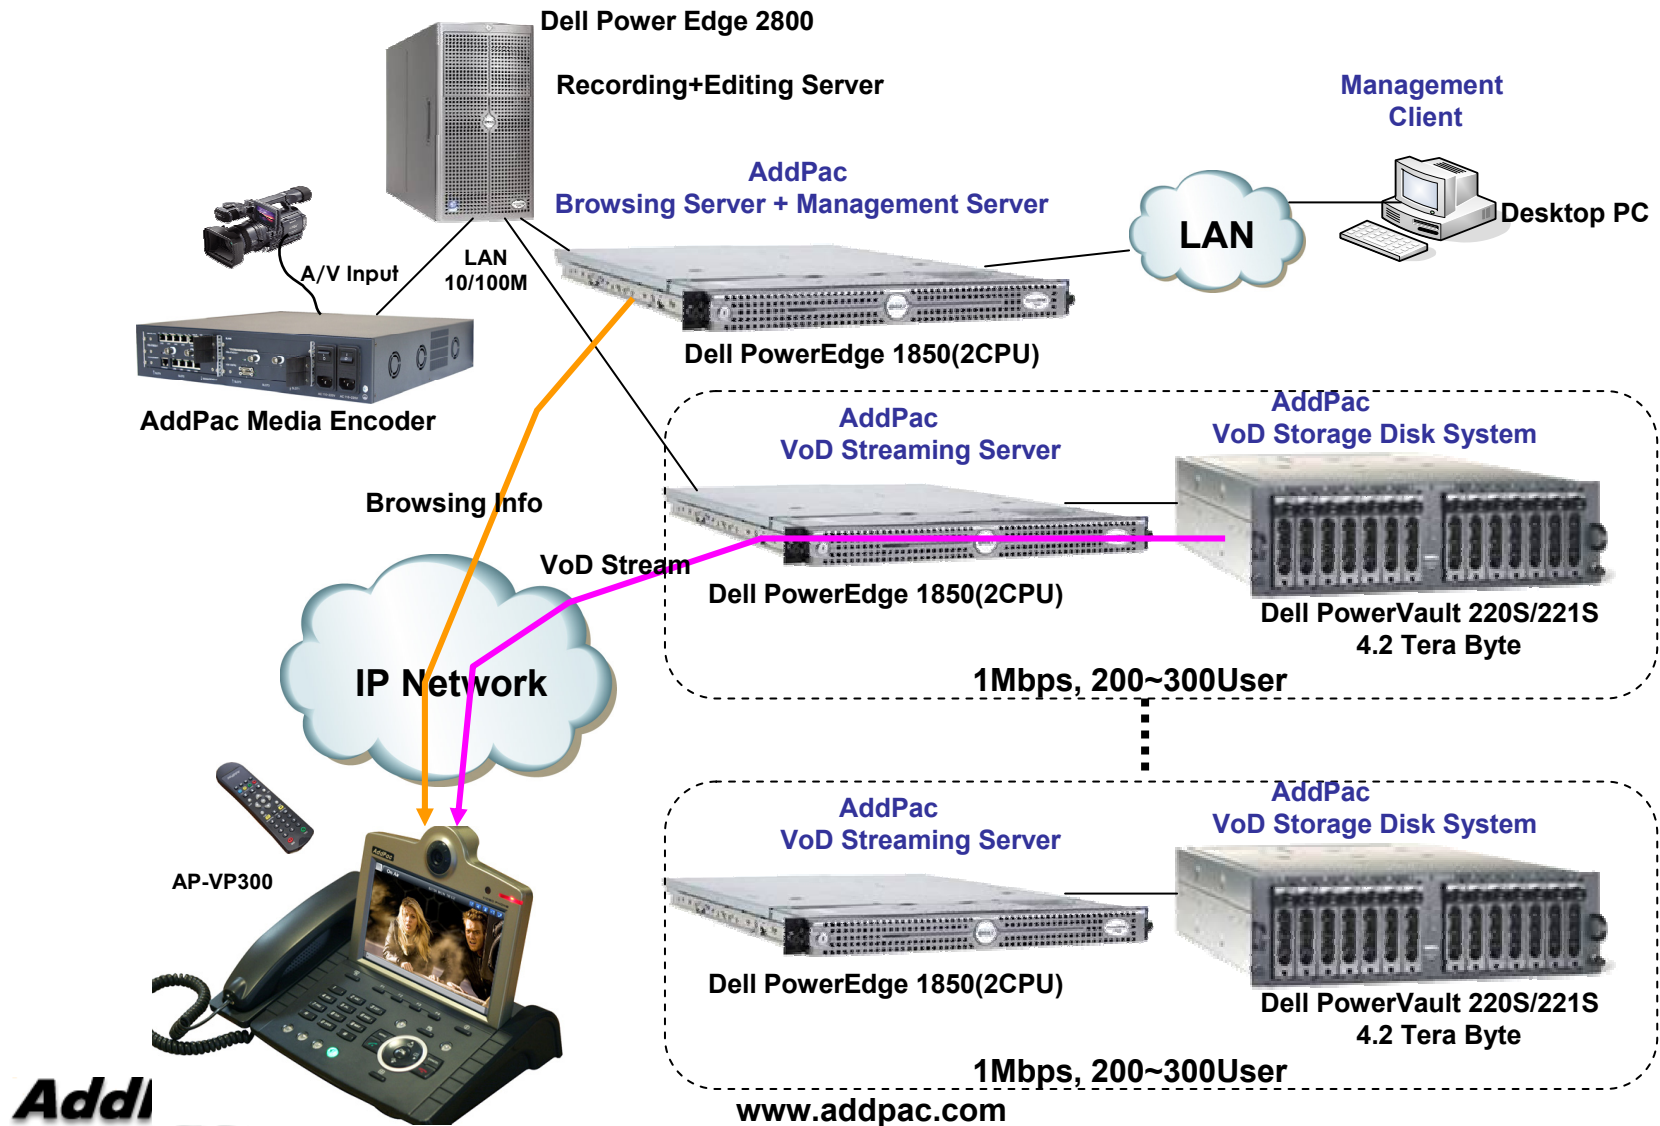 Dell Power Edge 2800
Recording+Editing Server
Management
Client
AddPac
Browsing Server + Management Server
LAN
Desktop PC
A/V Input
LAN
10/100M
Dell PowerEdge 1850(2CPU)
AddPac Media Encoder
AddPac
VoD Streaming Server
AddPac
VoD Storage Disk System
Browsing Info
VoD Stream
Dell PowerEdge 1850(2CPU)
Dell PowerVault 220S/221S
4.2 Tera Byte
IP Network
1Mbps, 200~300User
AddPac
VoD Streaming Server
AddPac
VoD Storage Disk System
AP-VP300
AddPac
On Air
Dell PowerEdge 1850(2CPU)
Dell PowerVault 220S/221S
4.2 Tera Byte
1Mbps, 200~300User
www.addpac.com